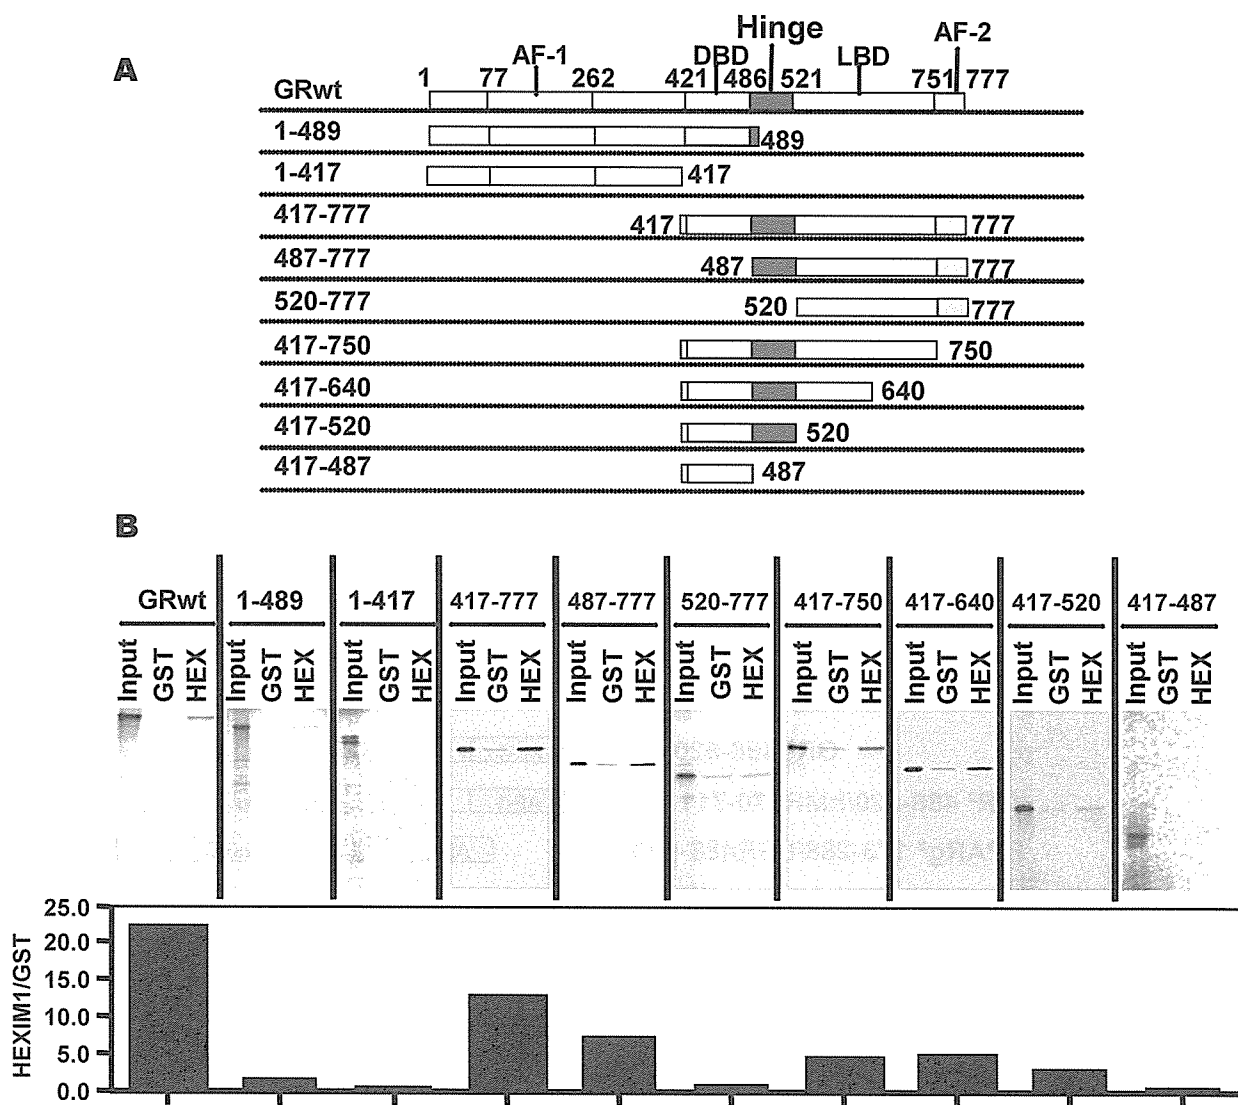 A
Hinge
AF-1 DBD LBD AF-2
GRwt 1 77 262 421 486 521 751 777
1-489 489
1-417 417
417-777 417 777
487-777 487 777
520-777 520 777
417-750 750
417-640 640
417-520 520
417-487 487
B
GRwt 1-489 1-417 417-777 487-777 520-777 417-750 417-640 417-520 417-487
Input GST HEX Input GST HEX Input GST HEX Input GST HEX Input GST HEX Input GST HEX Input GST HEX Input GST HEX Input GST HEX Input GST HEX
HEXIM1/GST
25.0
20.0
15.0
10.0
5.0
0.0